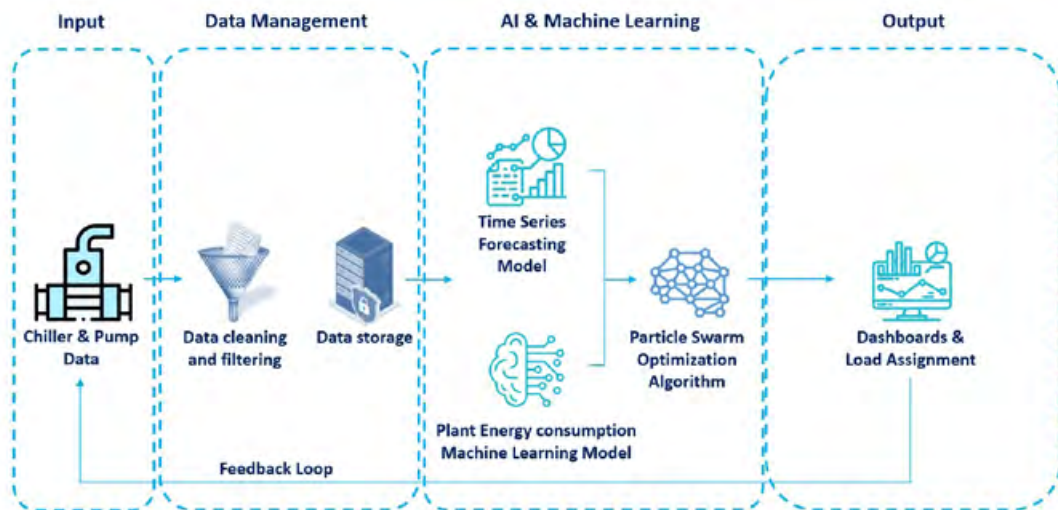 Input
Data Management
AI & Machine Learning
Output
Chiller & Pump
Data
Data cleaning
and filtering
Data storage
Time Series
Forecasting
Model
Plant Energy consumption
Machine Learning Model
Particle Swarm
Optimization
Algorithm
Dashboards &
Load Assignment
Feedback Loop